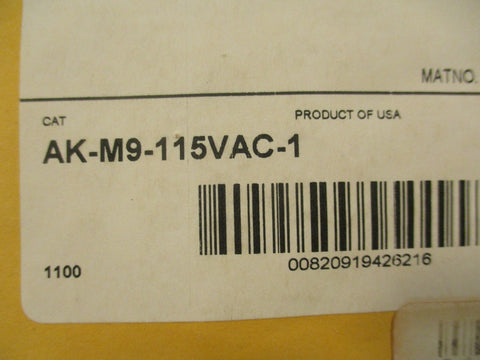 MATNO.
CAT
PRODUCT OF USA
AK-M9-115VAC-1
00820919426216
1100